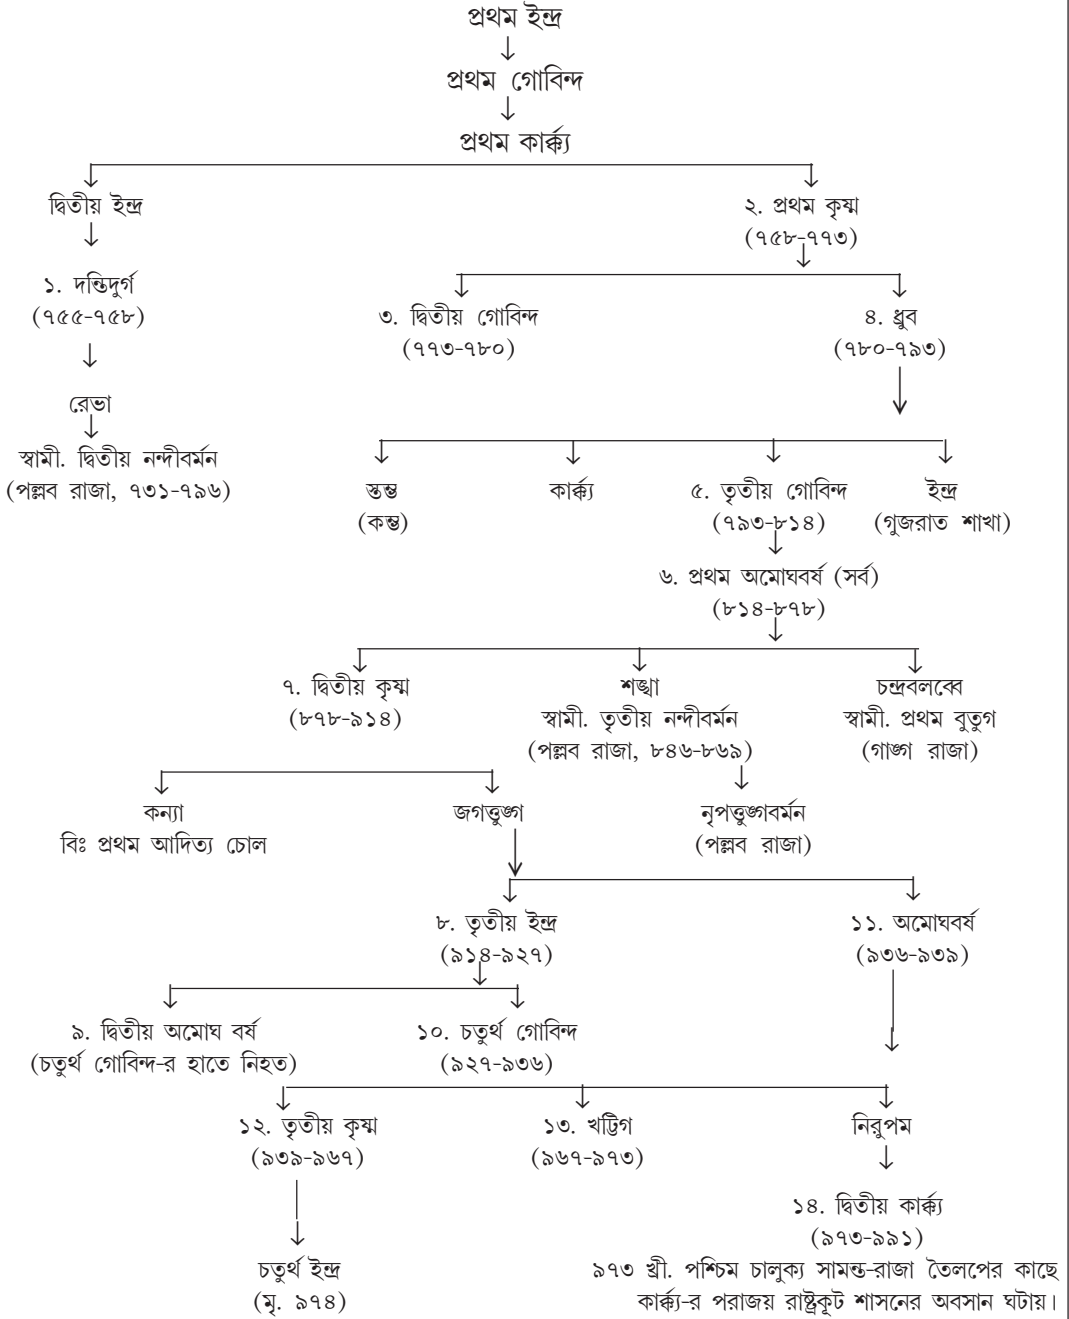 প্রথম ইন্দ্র
প্রথম গোবিন্দ
প্রথম কার্ক্ক্য
দ্বিতীয় ইন্দ্র
২. প্রথম কৃষ্ণ
(৭৫৮-৭৭৩)
১. দন্তিদুর্গ
(৭৫৫-৭৫৮)
৩. দ্বিতীয় গোবিন্দ
(৭৭৩-৭৮০)
৪. ধ্রুব
(৭৮০-৭৯৩)
রেভা
স্বামী. দ্বিতীয় নন্দীবর্মন
(পল্লব রাজা, ৭৩১-৭৯৬)
স্তম্ভ
(কম্ভ)
কার্ক্ক্য
৫. তৃতীয় গোবিন্দ
(৭৯৩-৮১৪)
ইন্দ্র
(গুজরাত শাখা)
৬. প্রথম অমোঘবর্ষ (সর্ব)
(৮১৪-৮৭৮)
৭. দ্বিতীয় কৃষ্ণ
(৮৭৮-৯১৪)
শঙ্খা
স্বামী. তৃতীয় নন্দীবর্মন
(পল্লব রাজা, ৮৪৬-৮৬৯)
চন্দ্রবলব্বে
স্বামী. প্রথম বুতুগ
(গাঙ্গ রাজা)
কন্যা
বিঃ প্রথম আদিত্য চোল
জগত্তুঙ্গ
নৃপত্তুঙ্গবর্মন
(পল্লব রাজা)
৮. তৃতীয় ইন্দ্র
(৯১৪-৯২৭)
১১. অমোঘবর্ষ
(৯৩৬-৯৩৯)
৯. দ্বিতীয় অমোঘ বর্ষ
(চতুর্থ গোবিন্দ-র হাতে নিহত)
১০. চতুর্থ গোবিন্দ
(৯২৭-৯৩৬)
১২. তৃতীয় কৃষ্ণ
(৯৩৯-৯৬৭)
১৩. খট্টিগ
(৯৬৭-৯৭৩)
নিরুপম
১৪. দ্বিতীয় কার্ক্ক্য
(৯৭৩-৯৯১)
চতুর্থ ইন্দ্র
(মৃ. ৯৭৪)
৯৭৩ খ্রী. পশ্চিম চালুক্য সামন্ত-রাজা তৈলপের কাছে
কার্ক্ক্য-র পরাজয় রাষ্ট্রকূট শাসনের অবসান ঘটায়।